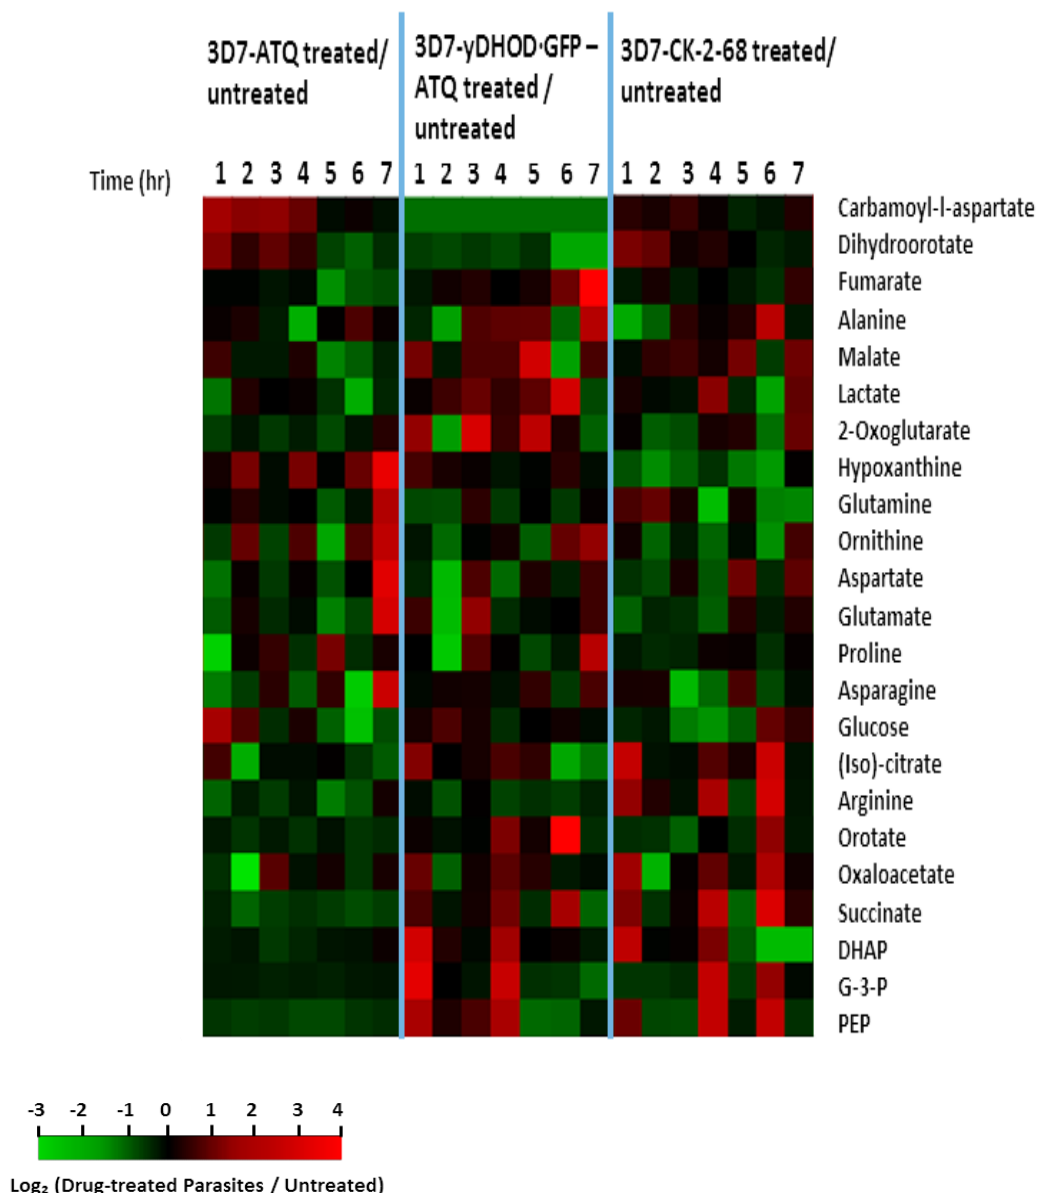 3D7-ATQ treated/
untreated
3D7-yDHOD·GFP –
ATQ treated /
untreated
3D7-CK-2-68 treated/
untreated
Time (hr) 1 2 3 4 5 6 7 1 2 3 4 5 6 7 1 2 3 4 5 6 7
Carbamoyl-l-aspartate
Dihydroorotate
Fumarate
Alanine
Malate
Lactate
2-Oxoglutarate
Hypoxanthine
Glutamine
Ornithine
Aspartate
Glutamate
Proline
Asparagine
Glucose
(Iso)-citrate
Arginine
Orotate
Oxaloacetate
Succinate
DHAP
G-3-P
PEP
-3 -2 -1 0 1 2 3 4
Log₂ (Drug-treated Parasites / Untreated)